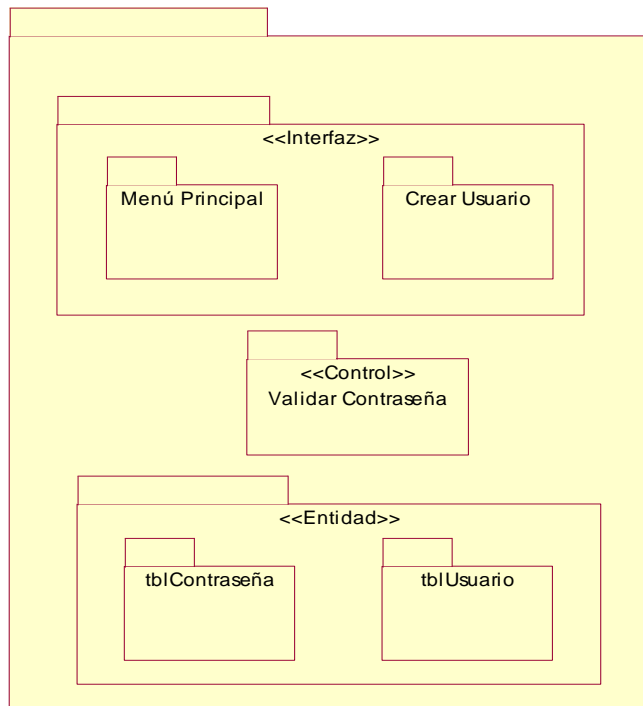 <<Interfaz>>
Menú Principal
Crear Usuario
<<Control>>
Validar Contraseña
<<Entidad>>
tblContraseña
tblUsuario